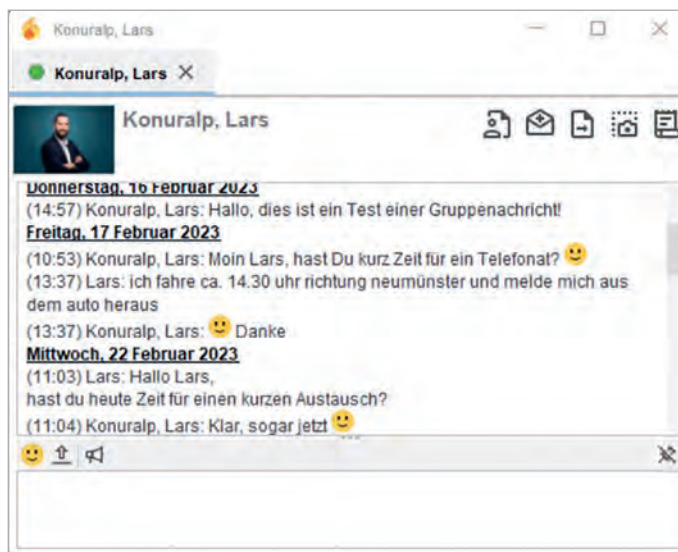 Konuralp, Lars
Konuralp, Lars
Konuralp, Lars
Donnerstag, 16 Februar 2023
(14:57) Konuralp, Lars: Hallo, dies ist ein Test einer Gruppennachricht!
Freitag, 17 Februar 2023
(10:53) Konuralp, Lars: Moin Lars, hast Du kurz Zeit für ein Telefonat?
(13:37) Lars: ich fahre ca. 14.30 uhr richtung neumünster und melde mich aus
dem auto heraus
(13:37) Konuralp, Lars: Danke
Mittwoch, 22 Februar 2023
(11:03) Lars: Hallo Lars,
hast du heute Zeit für einen kurzen Austausch?
(11:04) Konuralp, Lars: Klar, sogar jetzt